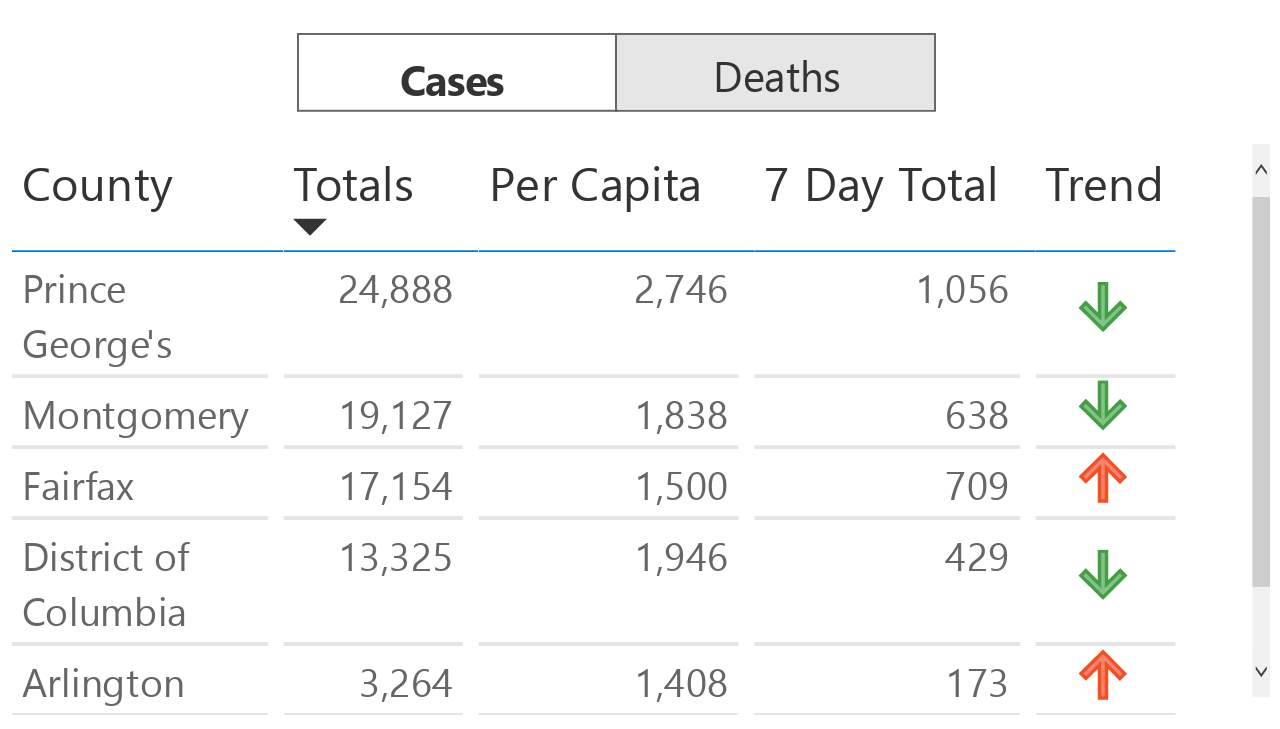 Cases Deaths
County Totals Per Capita 7 Day Total Trend
Prince 24,888 2,746 1,056
George's
Montgomery 19,127 1,838 638
Fairfax 17,154 1,500 709
District of 13,325 1,946 429
Columbia
Arlington 3,264 1,408 173